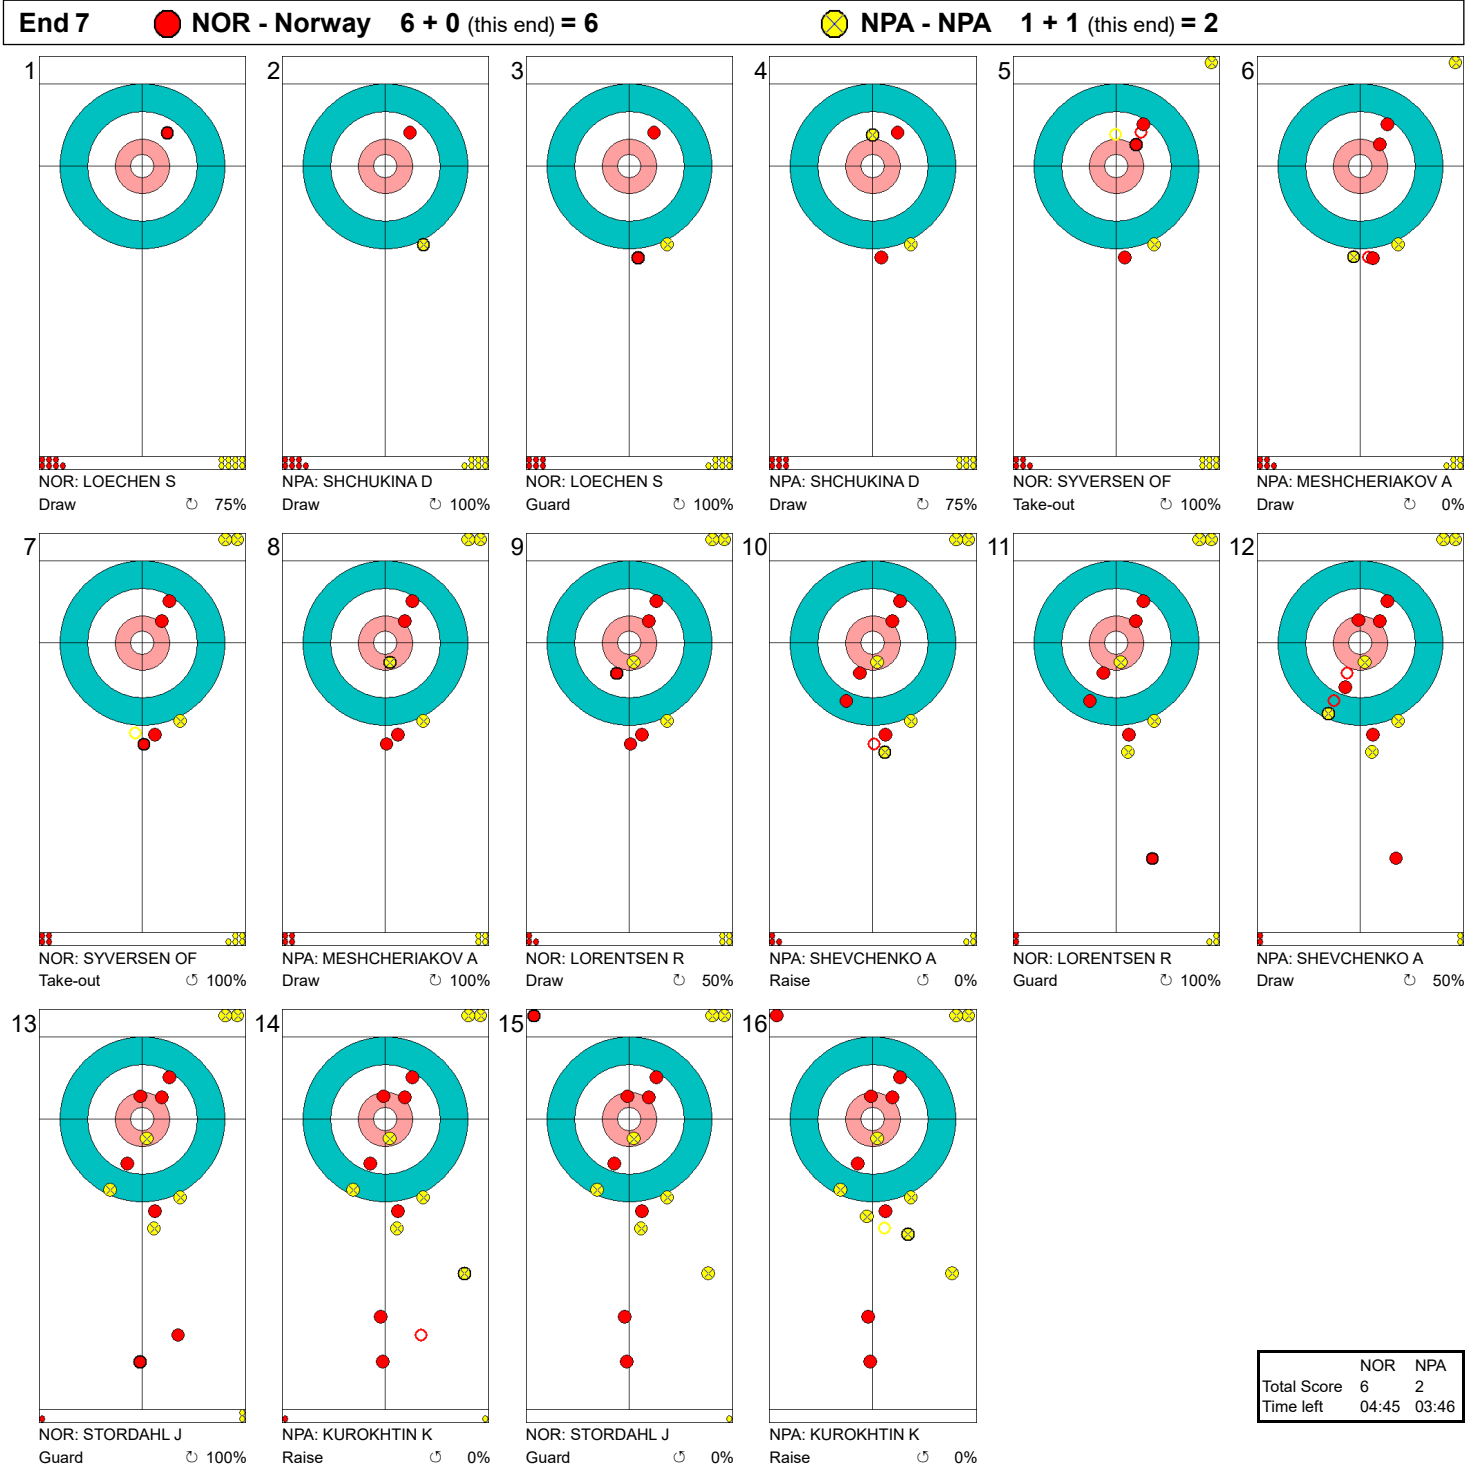 End 7 NOR - Norway 6 + 0 (this end) = 6 NPA - NPA 1 + 1 (this end) = 2
1 2 3 4 5 6
NOR: LOECHEN S NPA: SHCHUKINA D NOR: LOECHEN S NPA: SHCHUKINA D NOR: SYVERSEN OF NPA: MESHCHERIAKOV A
Draw ↻ 75% Draw ↻ 100% Guard ↻ 100% Draw ↻ 75% Take-out ↻ 100% Draw ↻ 0%
7 8 9 10 11 12
NOR: SYVERSEN OF NPA: MESHCHERIAKOV A NOR: LORENTSEN R NPA: SHEVCHENKO A NOR: LORENTSEN R NPA: SHEVCHENKO A
Take-out ↺ 100% Draw ↻ 100% Draw ↻ 50% Raise ↺ 0% Guard ↺ 100% Draw ↻ 50%
13 14 15 16
NOR: STORDAHL J NPA: KUROKHTIN K NOR: STORDAHL J NPA: KUROKHTIN K
Guard ↻ 100% Raise ↺ 0% Guard ↺ 0% Raise ↺ 0%
NOR NPA
Total Score 6 2
Time left 04:45 03:46